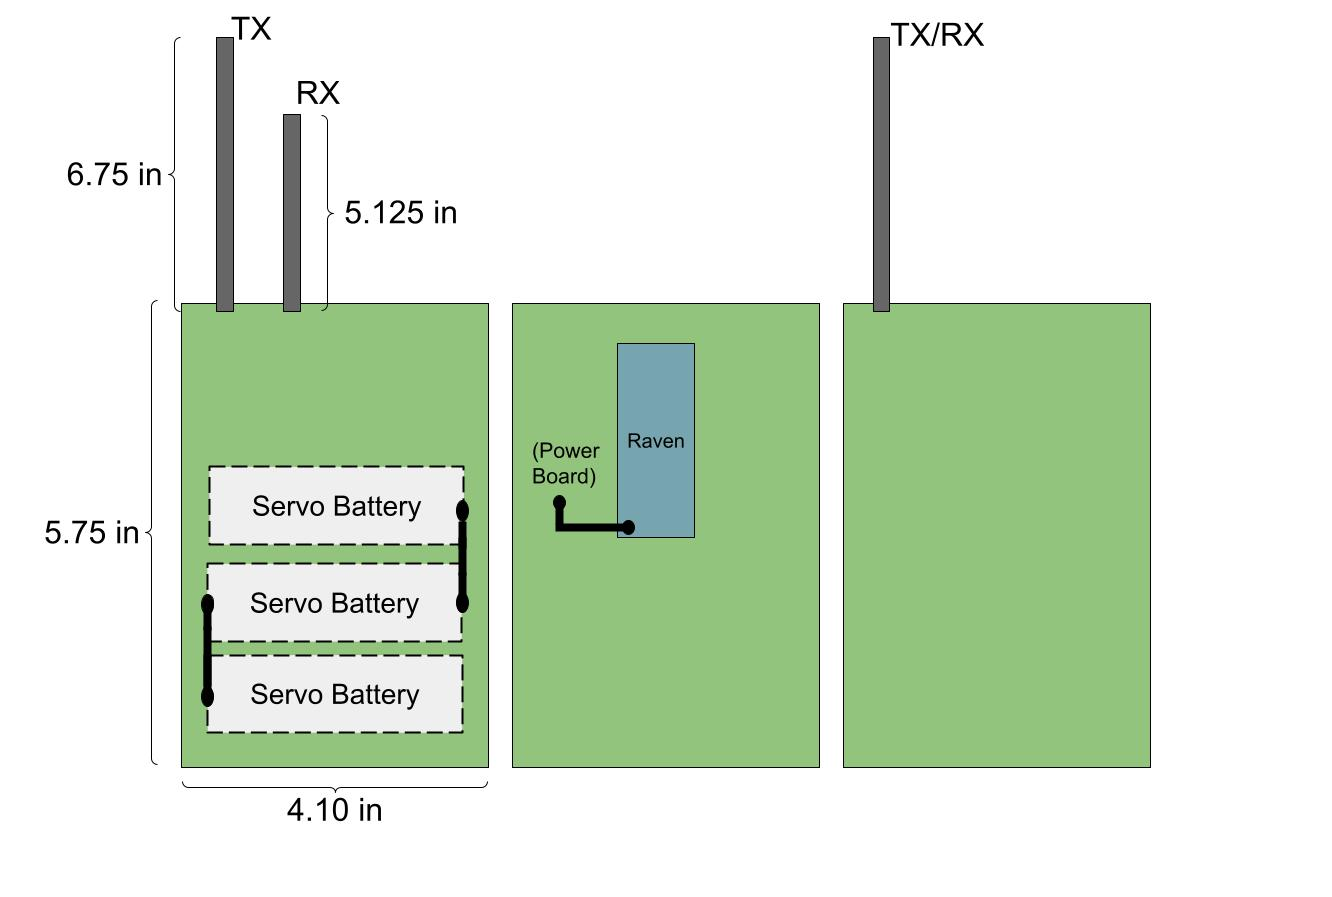 TX
TX/RX
RX
6.75 in
5.125 in
(Power
Board)
Raven
Servo Battery
5.75 in
Servo Battery
Servo Battery
4.10 in